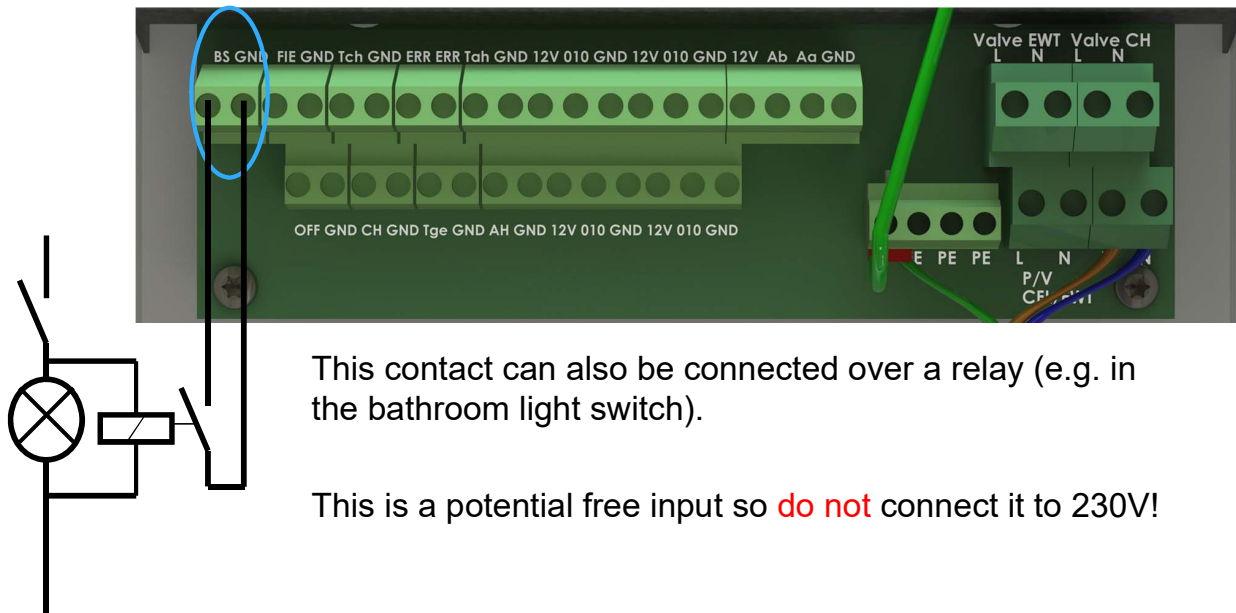 Valve EWT Valve CH
L N L N
BS GND FIE GND Tch GND ERR ERR Tah GND 12V 010 GND 12V 010 GND 12V Ab Aa GND
OFF GND CH GND Tge GND AH GND 12V 010 GND 12V 010 GND
E PE PE L N N
P/V
This contact can also be connected over a relay (e.g. in
the bathroom light switch).
This is a potential free input so do not connect it to 230V!